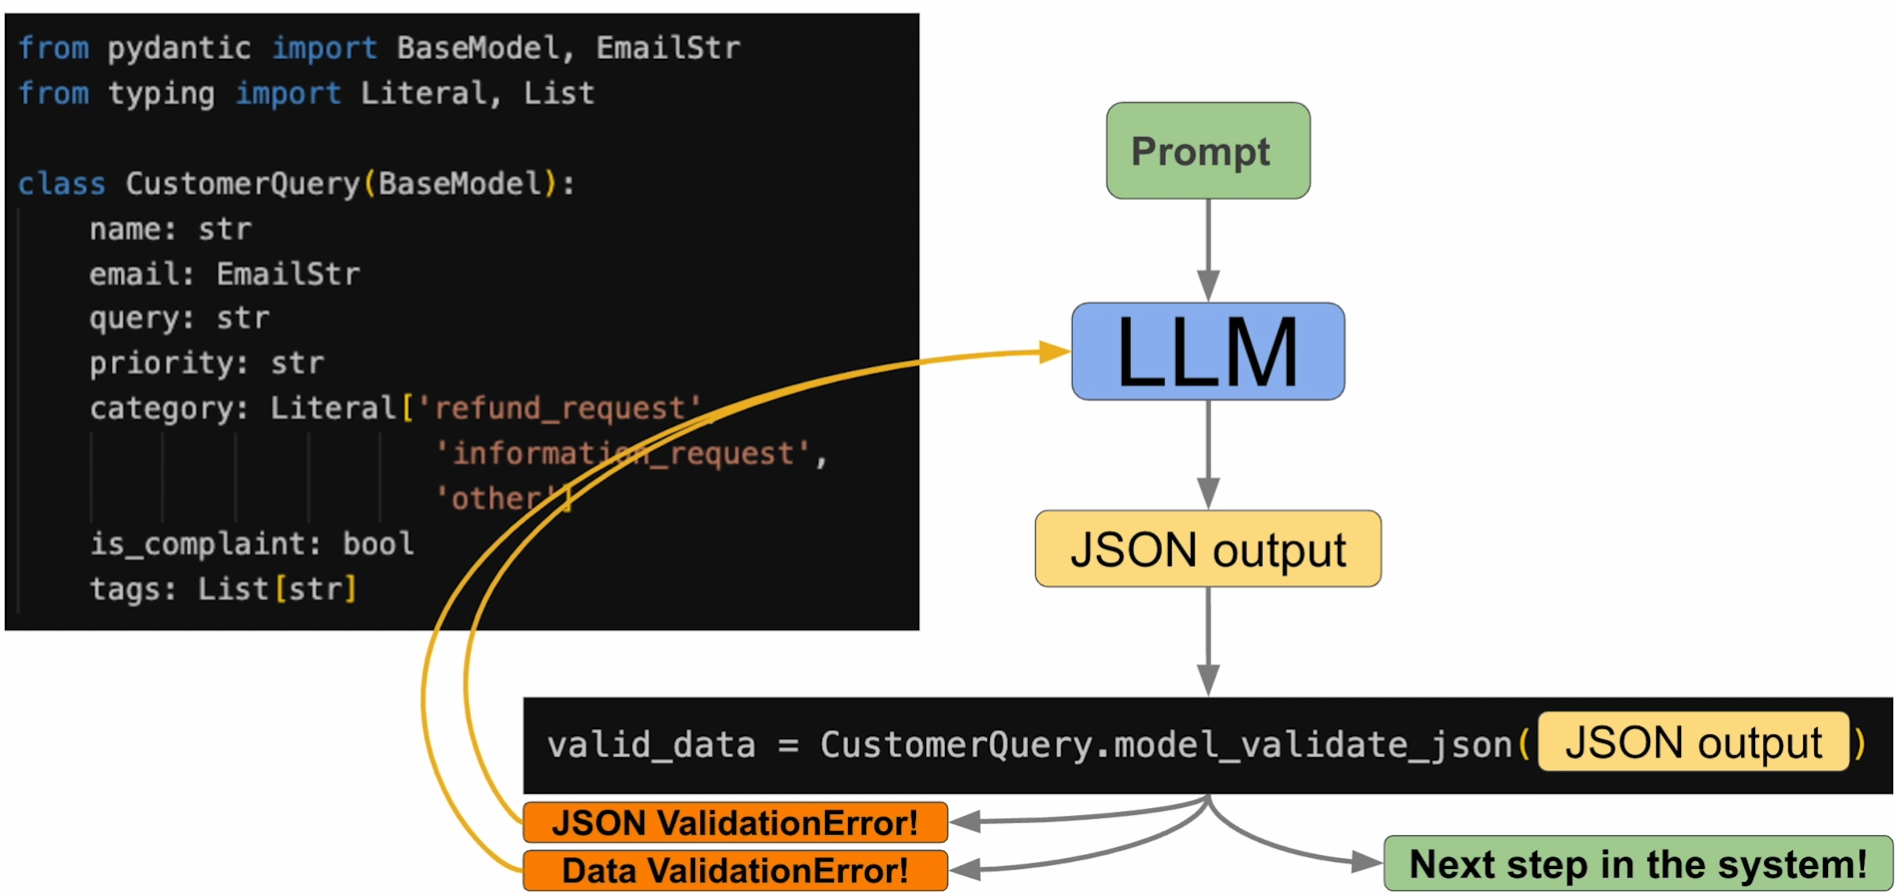 from pydantic import BaseModel, EmailStr
from typing import Literal, List
class CustomerQuery(BaseModel):
name: str
email: EmailStr
query: str
priority: str
category: Literal['refund_request',
'information_request',
'other']
is_complaint: bool
tags: List[str]
Prompt
LLM
JSON output
valid_data = CustomerQuery.model_validate_json( JSON output )
JSON ValidationError!
Data ValidationError!
Next step in the system!